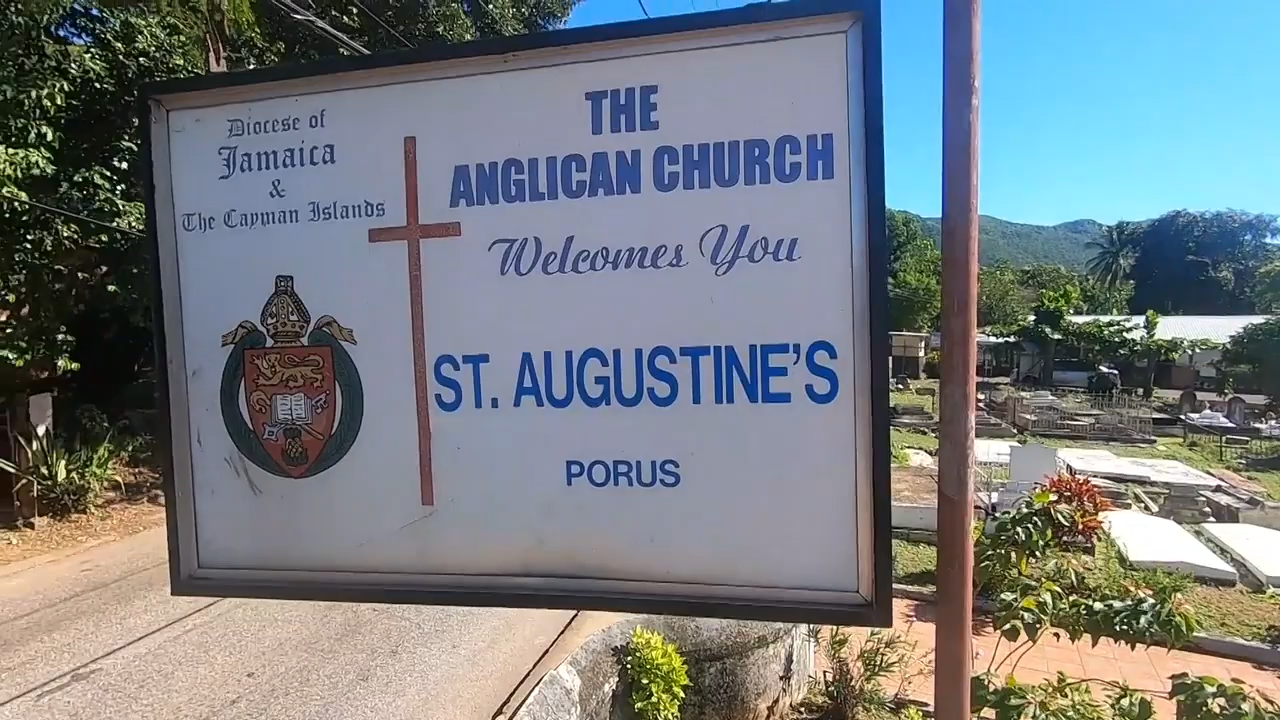 Diocese of
Jamaica
&
The Cayman Islands
THE
ANGLICAN CHURCH
Welcomes You
ST. AUGUSTINE'S
PORUS